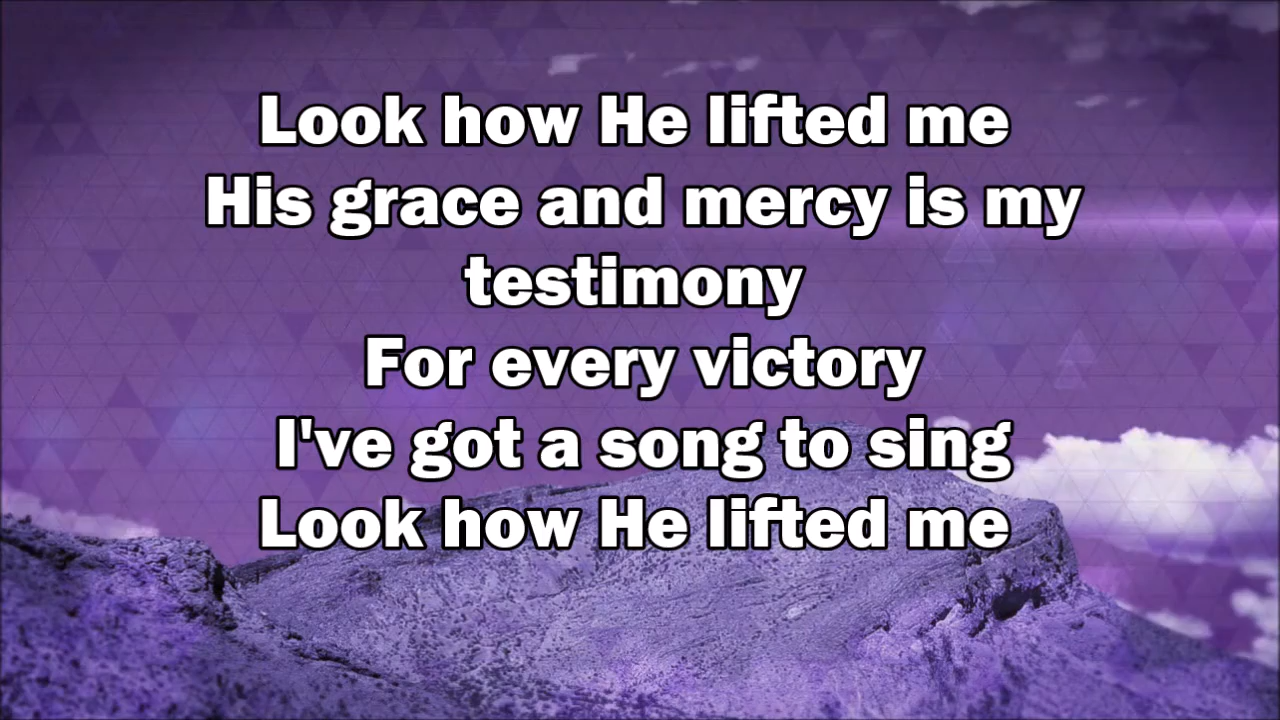 Look how He lifted me
His grace and mercy is my
testimony
For every victory
I've got a song to sing
Look how He lifted me